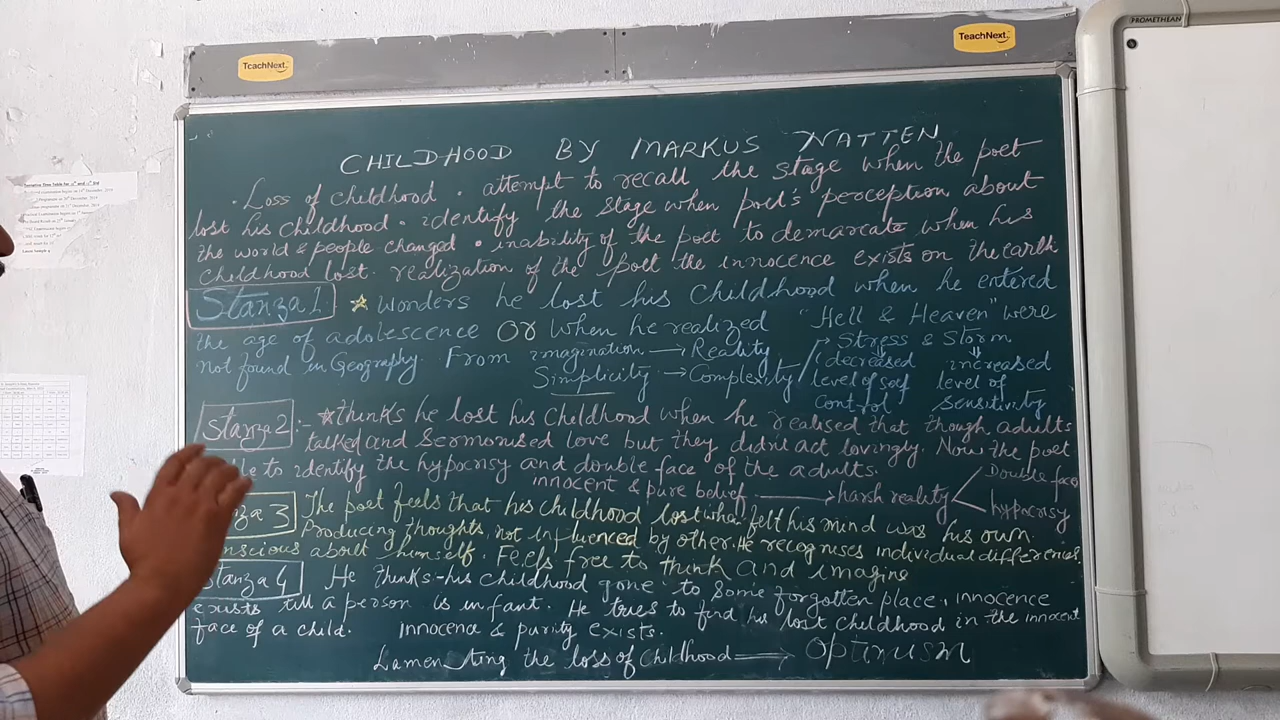 PROMETHEAN
TeachNext
TeachNext
CHILDHOOD BY MARKUS NATTEN
. Loss of childhood . attempt to recall the stage when the poet
lost his childhood . identify the stage when poet's perception about
the world & people changed . inability of the poet to demarcate when his
childhood lost. realization of the poet the innocence exists on the earth
Stanza 1 ☆ wonders he lost his childhood when he entered
the age of adolescence OR when he realized "Hell & Heaven" were
not found in Geography. From imagination → Reality
Simplicity → Complexity
Stress & Storm
decreased level of self control
increased level of sensitivity
Stanza 2 :- ☆ thinks he lost his childhood when he realised that though adults
talked and Sermonised love but they didn't act lovingly. Now the poet
to identify the hypocrisy and double face of the adults.
innocent & pure belief → harsh reality
Double face
hypocrisy
3 The poet feels that his childhood lost when felt his mind was his own.
Producing thoughts, not influenced by other. He recognises individual differences.
about himself. Feels free to think and imagine
Stanza 4 He thinks :- his childhood gone to some forgotten place, innocence
exists till a person is infant. He tries to find his lost childhood in the innocent
face of a child. innocence & purity exists.
Lamenting the loss of childhood → Optimism